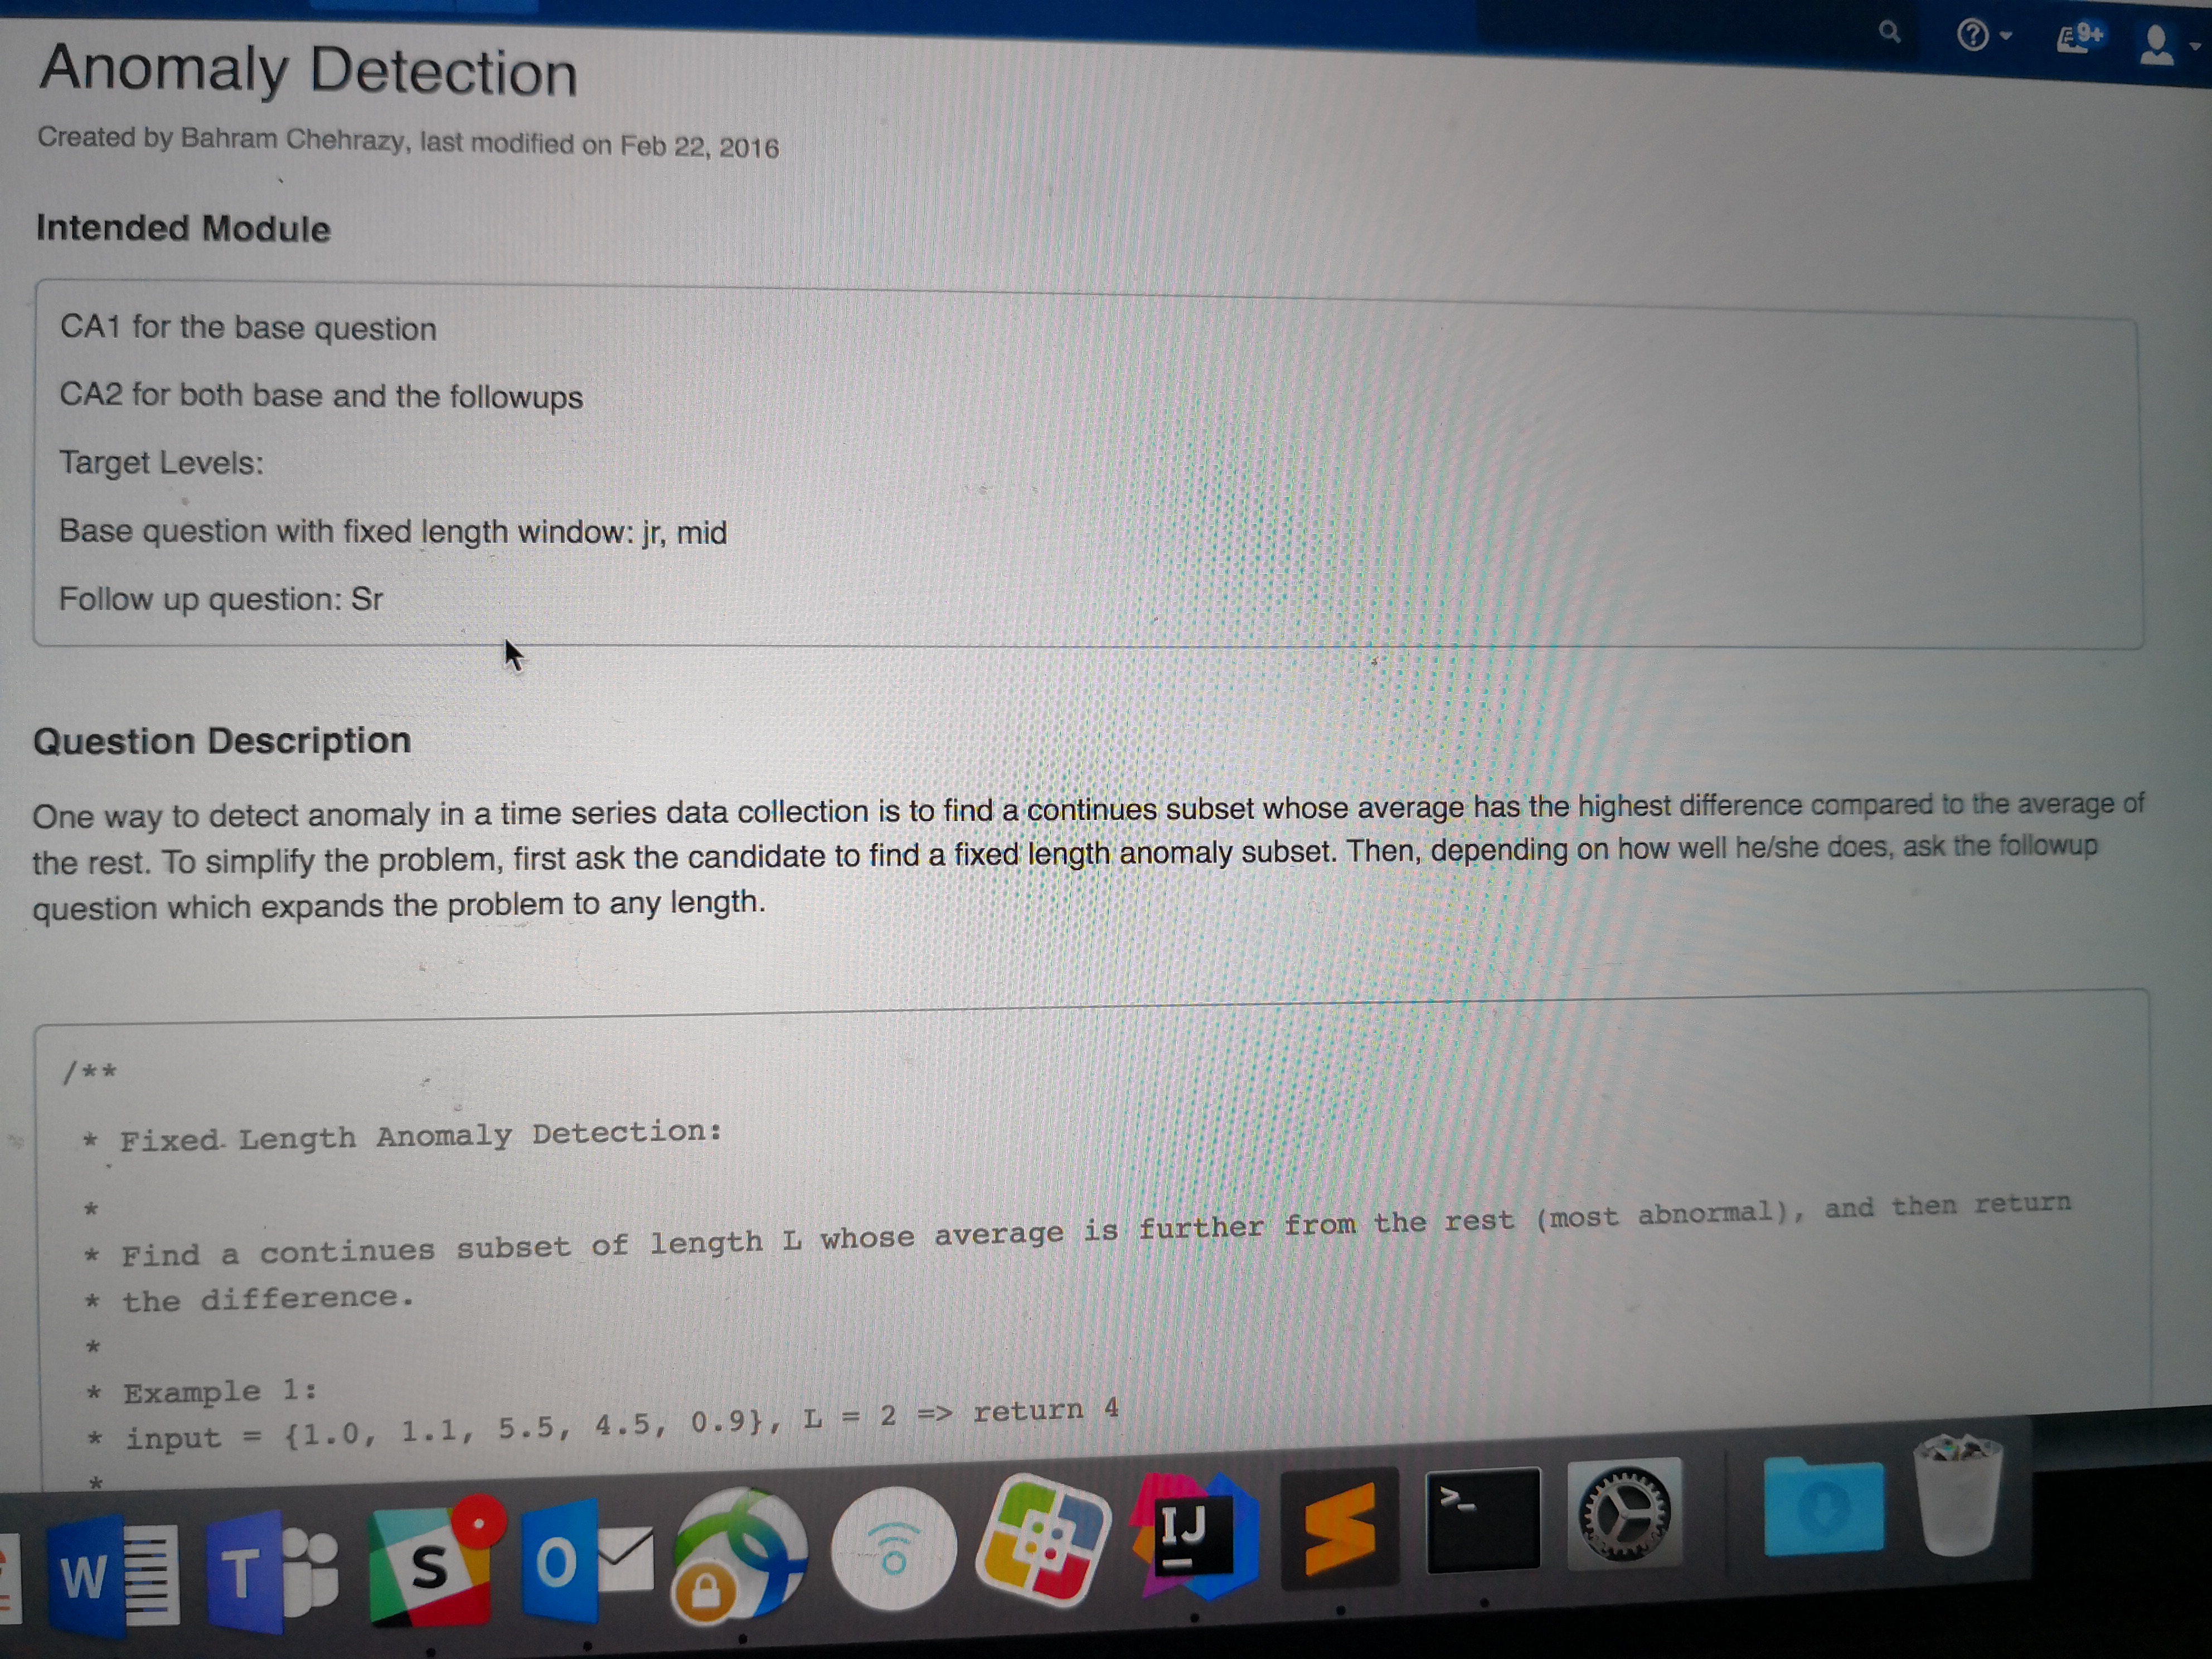 9+
Anomaly Detection
Created by Bahram Chehrazy, last modified on Feb 22, 2016
Intended Module
CA1 for the base question
CA2 for both base and the followups
Target Levels:
Base question with fixed length window: jr, mid
Follow up question: Sr
Question Description
One way to detect anomaly in a time series data collection is to find a continues subset whose average has the highest difference compared to the average of
the rest. To simplify the problem, first ask the candidate to find a fixed length anomaly subset. Then, depending on how well he/she does, ask the followup
question which expands the problem to any length.
/**
* Fixed Length Anomaly Detection:
*
* Find a continues subset of length L whose average is further from the rest (most abnormal), and then return
* the difference.
*
* Example 1:
* input = {1.0, 1.1, 5.5, 4.5, 0.9}, L = 2 => return 4
*
W
T
S
O
IJ
>_